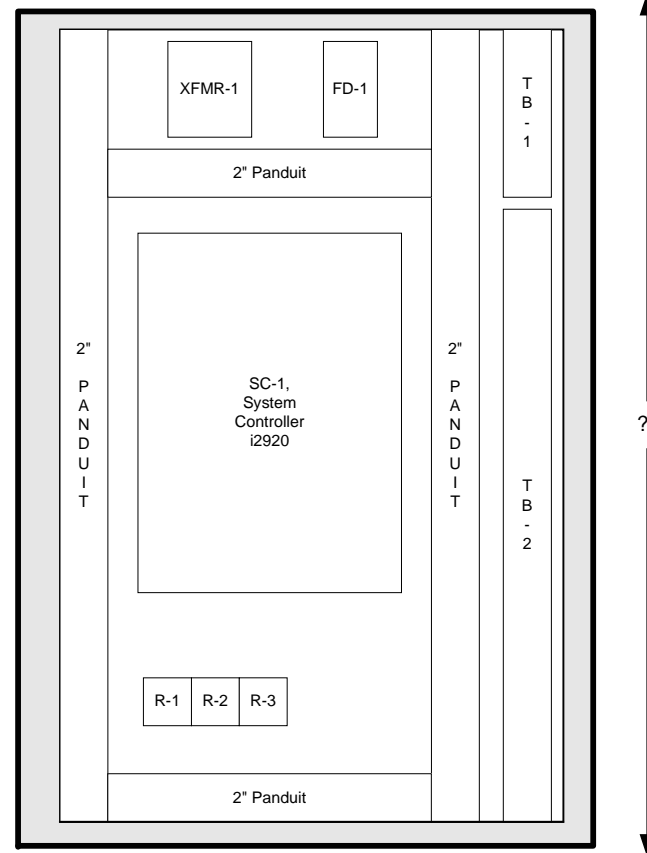 XFMR-1
FD-1
T
B
-
1
2" Panduit
2"
P
A
N
D
U
I
T
SC-1,
System
Controller
i2920
2"
P
A
N
D
U
I
T
?
T
B
-
2
R-1
R-2
R-3
2" Panduit